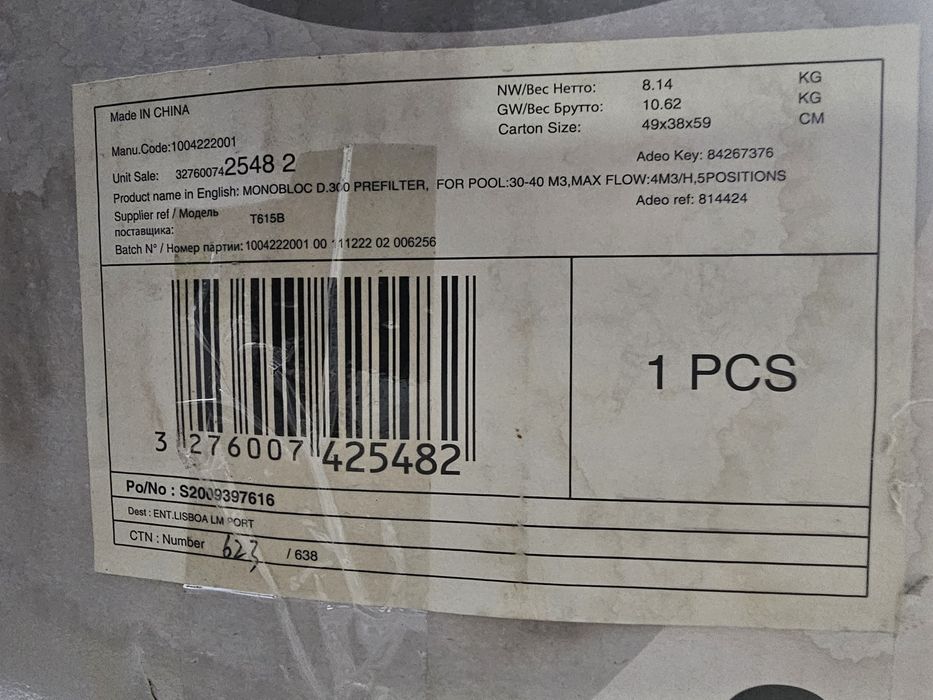 Made IN CHINA
NW/Вес Нетто: 8.14 KG
GW/Вес Брутто: 10.62 KG
Carton Size: 49x38x59 CM
Manu.Code:1004222001
Adeo Key: 84267376
Unit Sale: 327600742548 2
Product name in English: MONOBLOC D.300 PREFILTER, FOR POOL:30-40 M3,MAX FLOW:4M3/H,5POSITIONS
Supplier ref / Модель поставщика: T615B
Adeo ref: 814424
Batch N° / Номер партии: 1004222001 00 111222 02 006256
3 276007 425482
1 PCS
Po/No : S2009397616
Dest : ENT.LISBOA LM PORT
CTN : Number 623 / 638